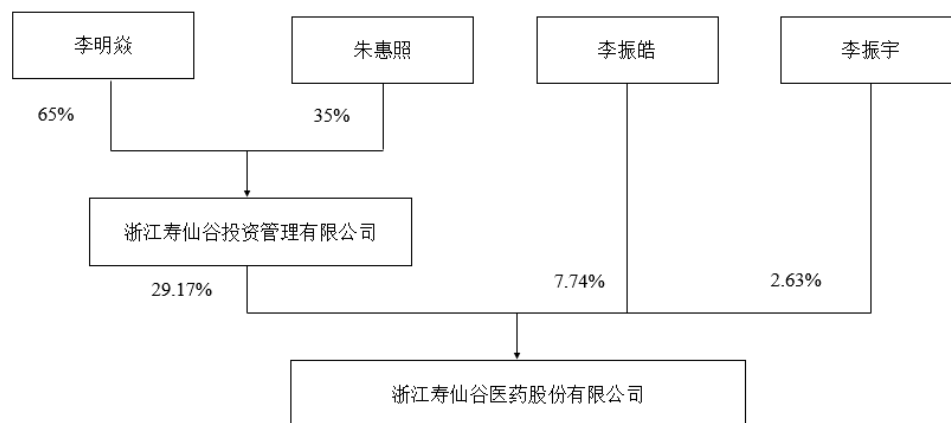 李明焱
朱惠照
李振皓
李振宇
65%
35%
浙江寿仙谷投资管理有限公司
29.17%
7.74%
2.63%
浙江寿仙谷医药股份有限公司